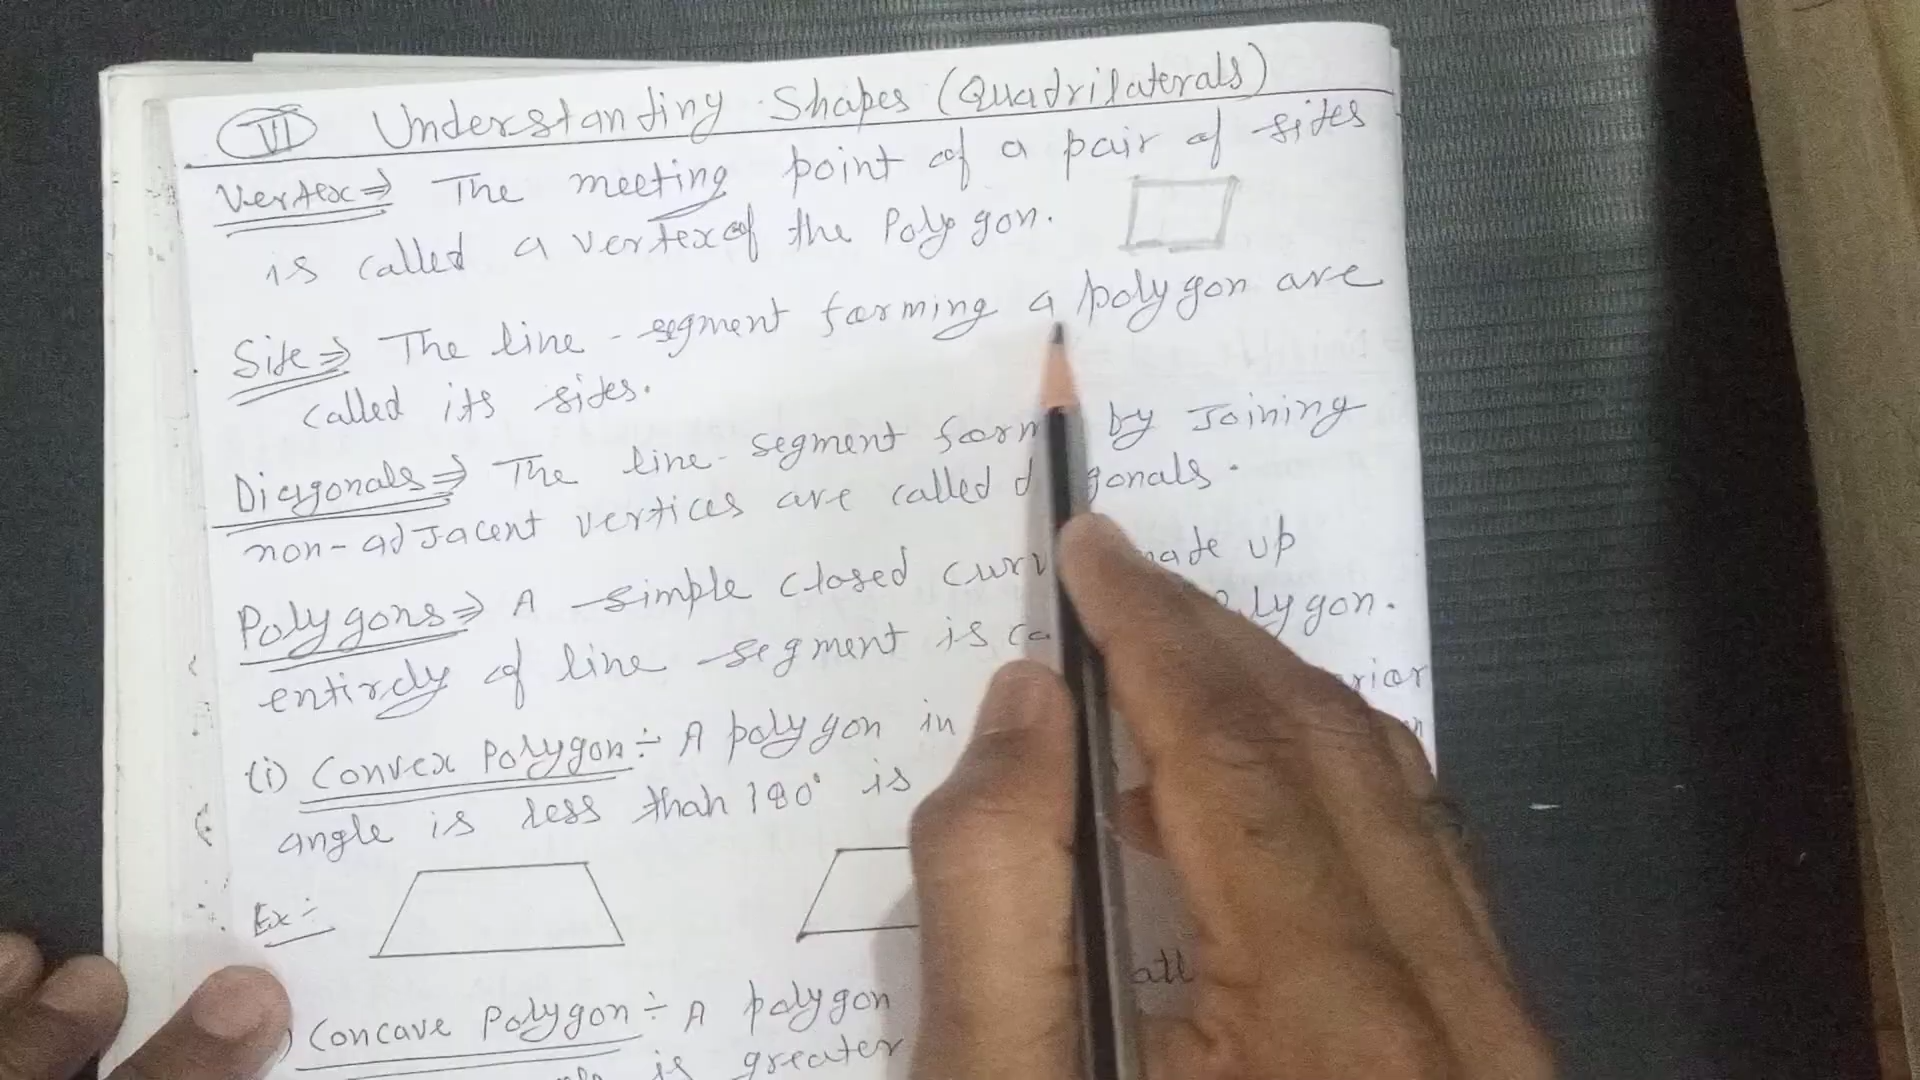 VI Understanding Shapes (Quadrilaterals)
Vertex ⇒ The meeting point of a pair of sides
is called a vertex of the Polygon.
Side ⇒ The line-segment forming a polygon are
called its sides.
Diagonals ⇒ The line-segment form by Joining
non-adjacent vertices are called gonals.
Polygons ⇒ A simple closed made up
entirely of line segment is
(i) Convex Polygon ÷ A polygon in
angle is less than 180° is
Ex ÷
Concave Polygon ÷ A polygon all
is greater